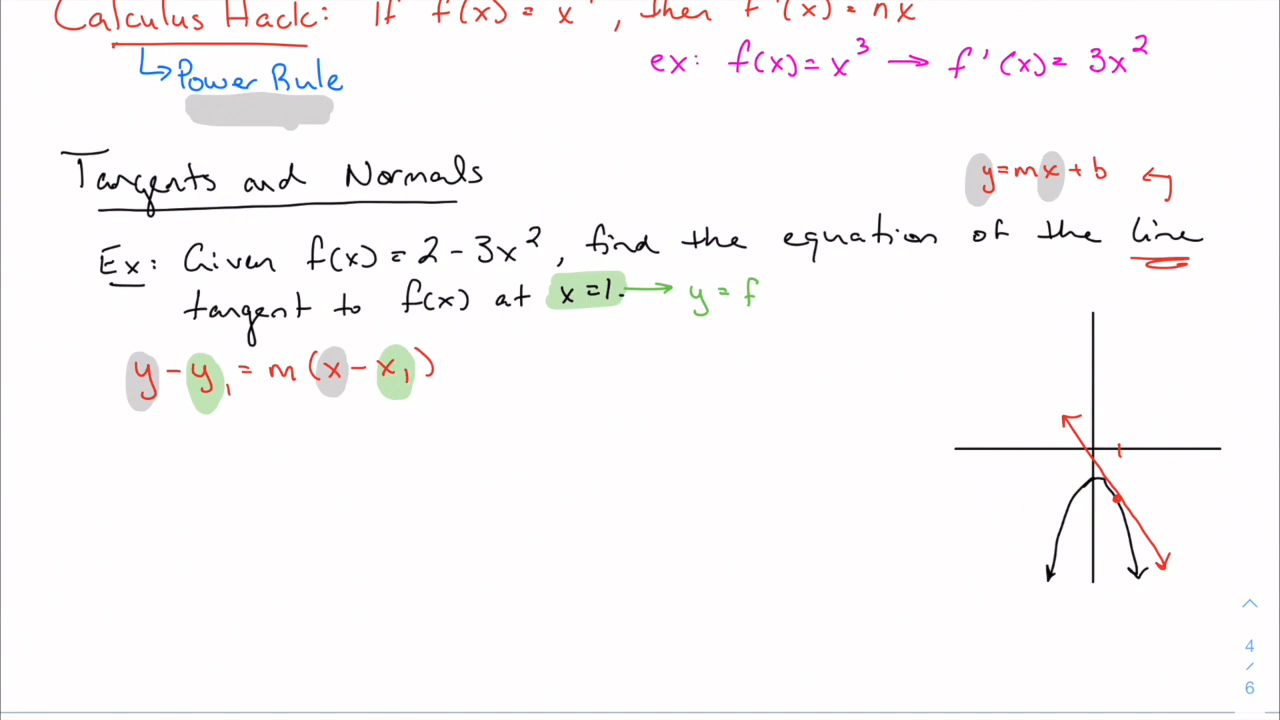 Calculus Hack: If f(x) = x , then f'(x) = nx
↳ Power Rule
ex: f(x) = x³ → f'(x) = 3x²
Tangents and Normals
y = mx + b
Ex: Given f(x) = 2 - 3x², find the equation of the line
tangent to f(x) at x = 1. → y = f
y - y₁ = m(x - x₁)
4
/
6